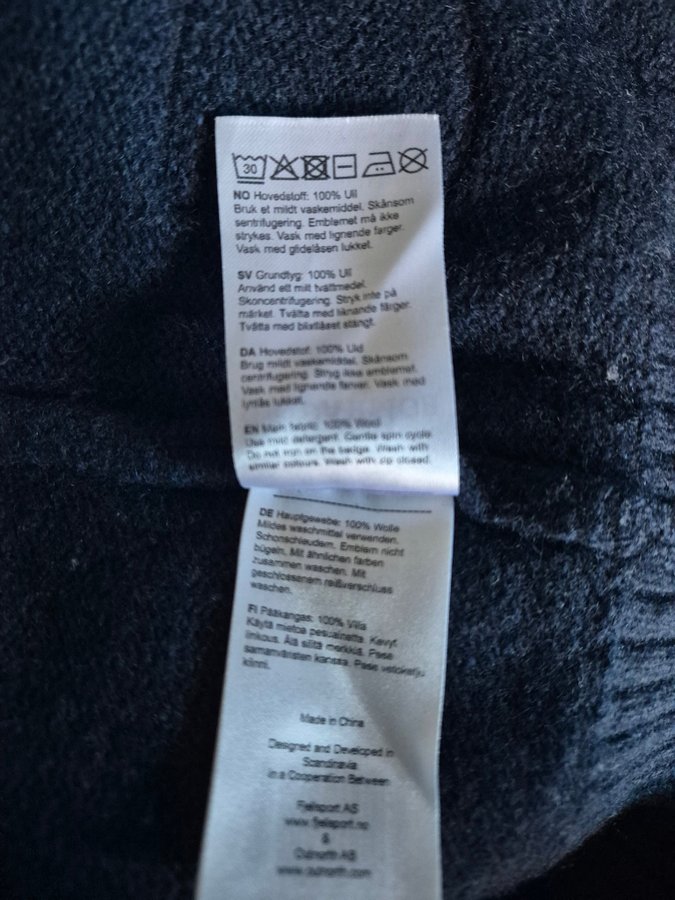 30
NO Hovedstoff: 100% Ull
Bruk et mildt vaskemiddel. Skånsom
sentrifugering. Emblemet må ikke
strykes. Vask med lignende farger.
Vask med glidelåsen lukket.
SV Grundtyg: 100% Ull
Använd ett milt tvättmedel.
Skoncentrifugering. Stryk inte på
märket. Tvätta med liknande färger.
Tvätta med blixtlåset stängt.
DA Hovedstof: 100% Uld
Brug mildt vaskemiddel. Skånsom
centrifugering. Stryg ikke emblemet.
Vask med lignende farver. Vask med
lynlås lukket.
EN Main fabric: 100% Wool
Use mild detergent. Gentle spin cycle.
Do not iron on the badge. Wash with
similar colours. Wash with zip closed.
DE Hauptgewebe: 100% Wolle
Mildes waschmittel verwenden.
Schonschleudern. Emblem nicht
bügeln. Mit ähnlichen farben
zusammen waschen. Mit
geschlossenem reißverschluss
waschen.
FI Pääkangas: 100% Villa
Käytä mietoa pesuainetta. Kevyt
linkous. Älä silitä merkkiä. Pese
samanväristen kanssa. Pese vetoketju
kiinni.
Made in China
Designed and Developed in
Scandinavia
in a Cooperation Between
Fjellsport AS
www.fjellsport.no
&
Outnorth AB
www.outnorth.com